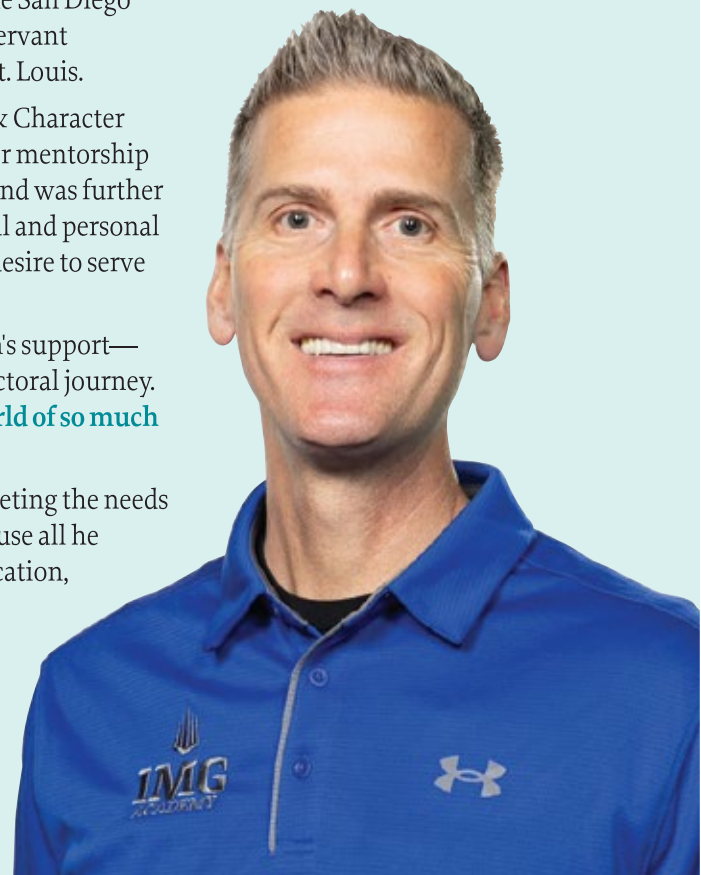 San Diego
ervant
t. Louis.
& Character
r mentorship
nd was further
l and personal
esire to serve
's support—
ctoral journey.
rld of so much
eting the needs
use all he
cation,
IMG
ACADEMY